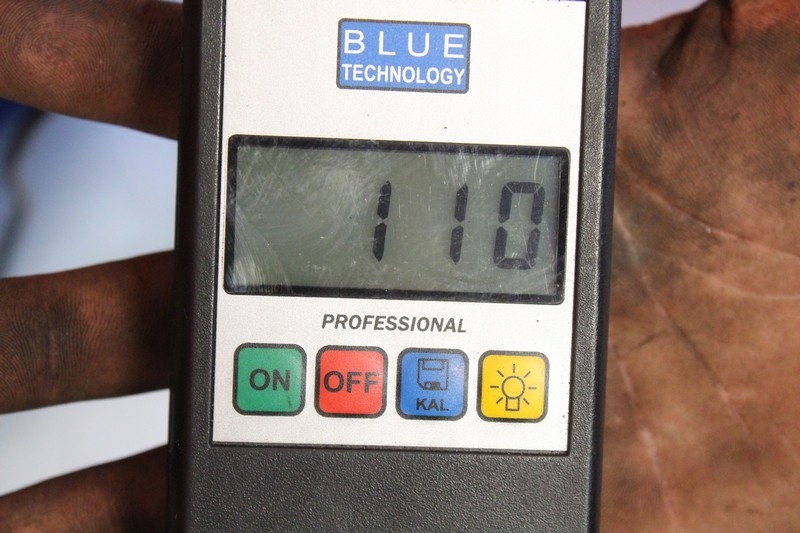 BLUE
TECHNOLOGY
110
PROFESSIONAL
ON OFF KAL